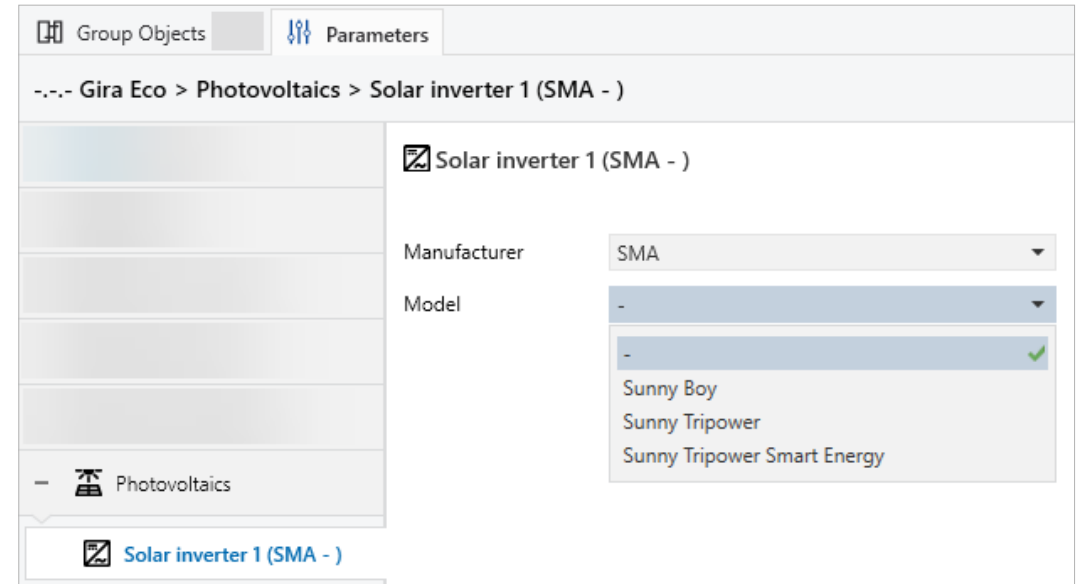 Group Objects
Parameters
-.-.- Gira Eco > Photovoltaics > Solar inverter 1 (SMA - )
Solar inverter 1 (SMA - )
Manufacturer
SMA
Model
-
-
Sunny Boy
Sunny Tripower
Sunny Tripower Smart Energy
Photovoltaics
Solar inverter 1 (SMA - )